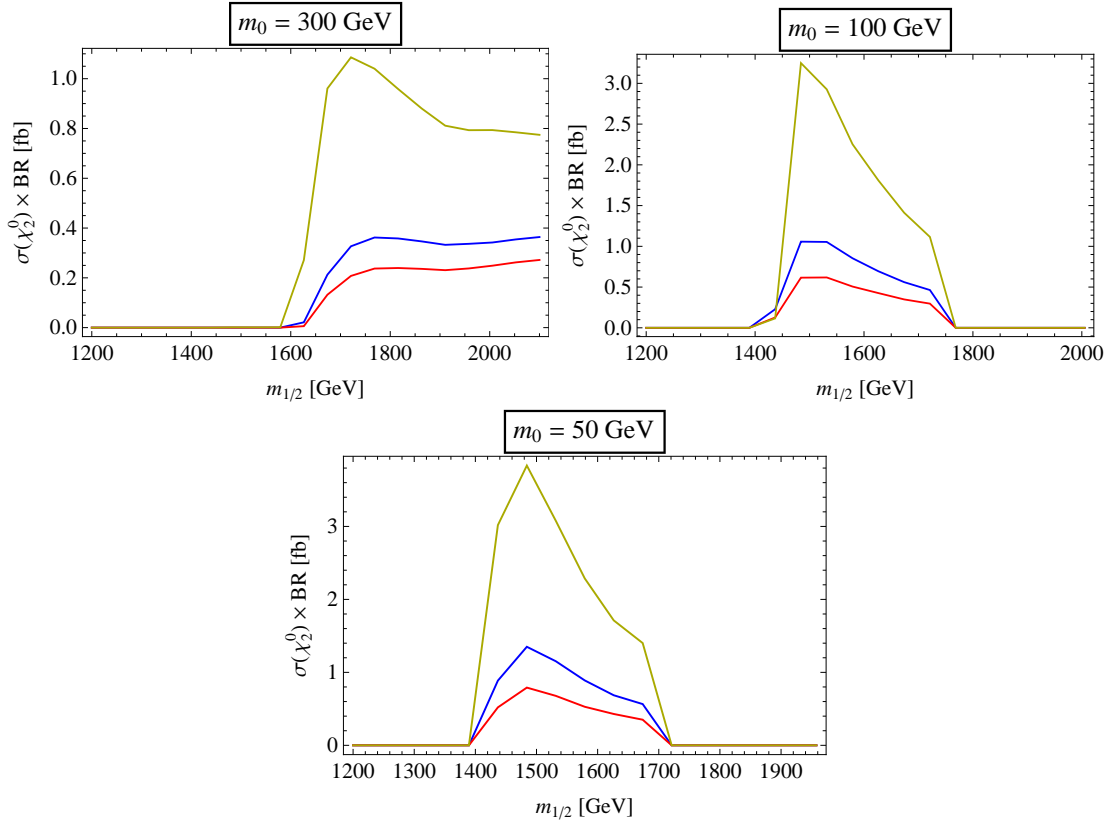 m₀ = 300 GeV
σ(χ₂⁰) × BR [fb]
1.0
0.8
0.6
0.4
0.2
0.0
1200 1400 1600 1800 2000
m₁/₂ [GeV]
m₀ = 100 GeV
σ(χ₂⁰) × BR [fb]
3.0
2.5
2.0
1.5
1.0
0.5
0.0
1200 1400 1600 1800 2000
m₁/₂ [GeV]
m₀ = 50 GeV
σ(χ₂⁰) × BR [fb]
3
2
1
0
1200 1300 1400 1500 1600 1700 1800 1900
m₁/₂ [GeV]